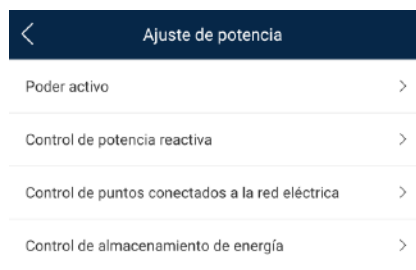 Ajuste de potencia
Poder activo
Control de potencia reactiva
Control de puntos conectados a la red eléctrica
Control de almacenamiento de energía